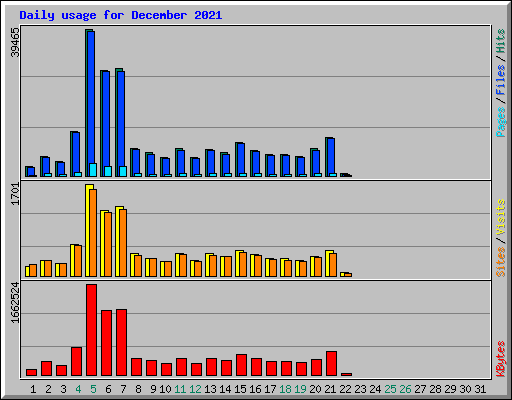 Daily usage for December 2021
39465
Pages / Files / Hits
1701
Sites / Visits
1662524
KBytes
1 2 3 4 5 6 7 8 9 10 11 12 13 14 15 16 17 18 19 20 21 22 23 24 25 26 27 28 29 30 31